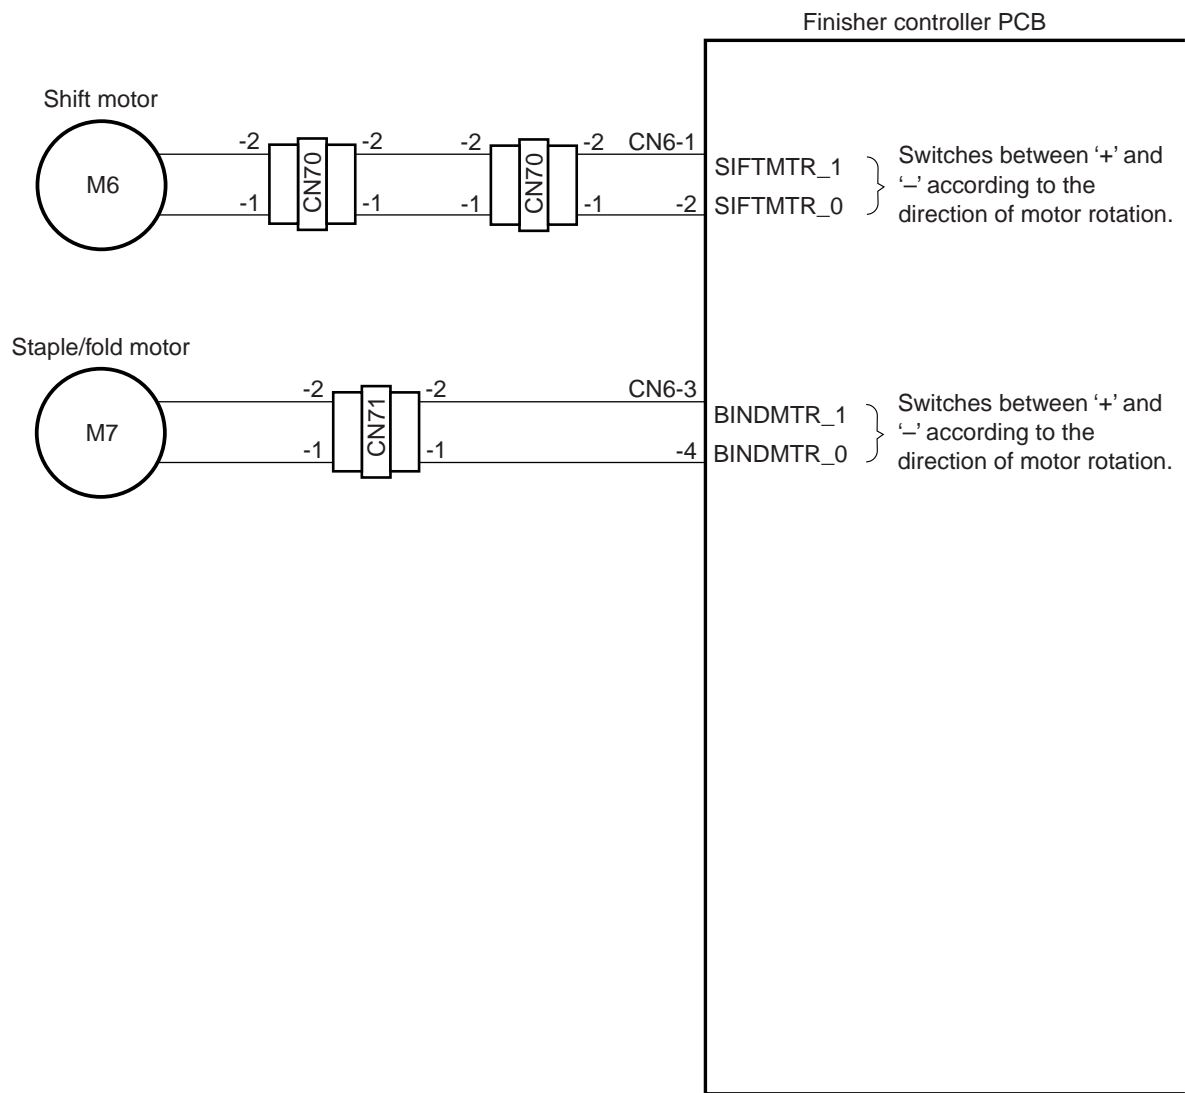 Finisher controller PCB
Shift motor
M6
-2 -2 -2 -2 CN6-1
CN70 CN70
-1 -1 -1 -1 -2
SIFTMTR_1
SIFTMTR_0
Switches between ‘+’ and
‘–’ according to the
direction of motor rotation.
Staple/fold motor
M7
-2 -2 CN6-3
CN71
-1 -1 -4
BINDMTR_1
BINDMTR_0
Switches between ‘+’ and
‘–’ according to the
direction of motor rotation.